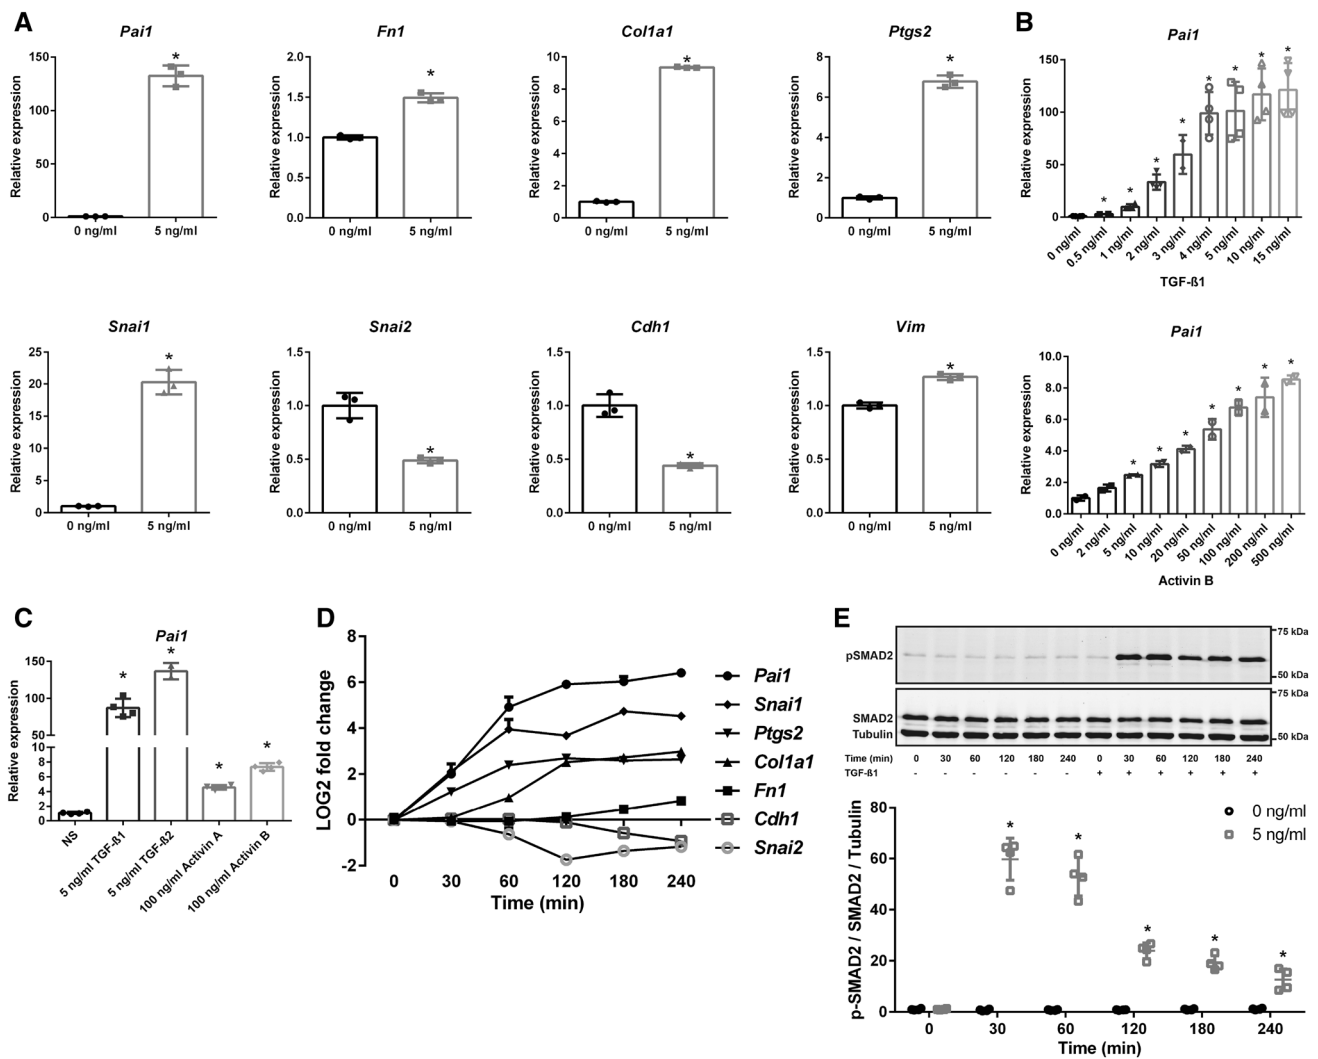 A
Pai1
Relative expression
150
100
50
0
*
0 ng/ml
5 ng/ml
Fn1
Relative expression
2.0
1.5
1.0
0.5
0.0
*
0 ng/ml
5 ng/ml
Col1a1
Relative expression
10
8
6
4
2
0
*
0 ng/ml
5 ng/ml
Ptgs2
Relative expression
8
6
4
2
0
*
0 ng/ml
5 ng/ml
Snai1
Relative expression
25
20
15
10
5
0
*
0 ng/ml
5 ng/ml
Snai2
Relative expression
1.5
1.0
0.5
0.0
*
0 ng/ml
5 ng/ml
Cdh1
Relative expression
1.5
1.0
0.5
0.0
*
0 ng/ml
5 ng/ml
Vim
Relative expression
1.5
1.0
0.5
0.0
*
0 ng/ml
5 ng/ml
B
Pai1
Relative expression
150
100
50
0
* * * * * * * *
0 ng/ml
0.5 ng/ml
1 ng/ml
2 ng/ml
3 ng/ml
4 ng/ml
5 ng/ml
10 ng/ml
15 ng/ml
TGF-ß1
Pai1
Relative expression
10.0
8.0
6.0
4.0
2.0
0.0
* * * * * * *
0 ng/ml
2 ng/ml
5 ng/ml
10 ng/ml
20 ng/ml
50 ng/ml
100 ng/ml
200 ng/ml
500 ng/ml
Activin B
C
Pai1
Relative expression
150
100
50
10
8
6
4
2
0
* * * *
NS
5 ng/ml TGF-ß1
5 ng/ml TGF-ß2
100 ng/ml Activin A
100 ng/ml Activin B
D
LOG2 fold change
8
6
4
2
0
-2
0 30 60 120 180 240
Time (min)
Pai1
Snai1
Ptgs2
Col1a1
Fn1
Cdh1
Snai2
E
pSMAD2
75 kDa
50 kDa
SMAD2
Tubulin
75 kDa
50 kDa
Time (min) 0 30 60 120 180 240 0 30 60 120 180 240
TGF-ß1 - - - - - - + + + + + +
p-SMAD2 / SMAD2 / Tubulin
80
60
40
20
0
* * * * *
0 ng/ml
5 ng/ml
0 30 60 120 180 240
Time (min)